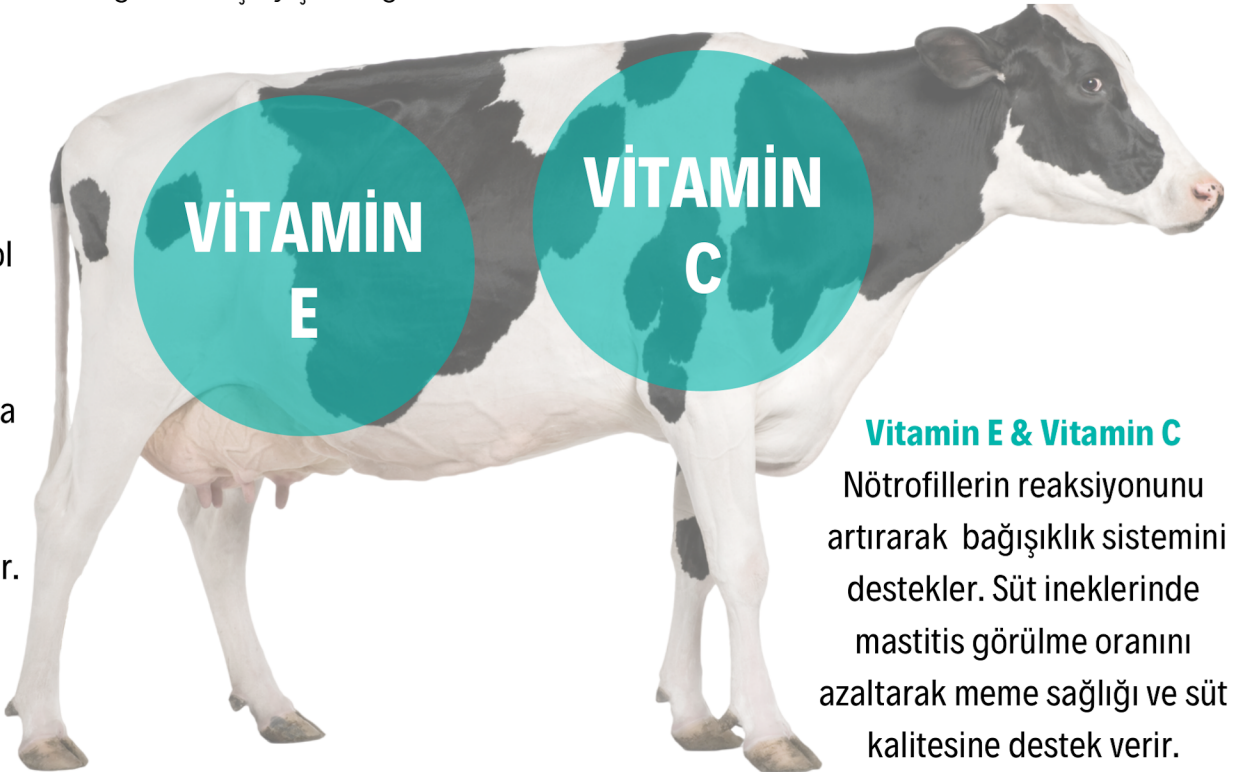 VİTAMİN
E
VİTAMİN
C
a
r.
Vitamin E & Vitamin C
Nötrofillerin reaksiyonunu
artırarak bağışıklık sistemini
destekler. Süt ineklerinde
mastitis görülme oranını
azaltarak meme sağlığı ve süt
kalitesine destek verir.